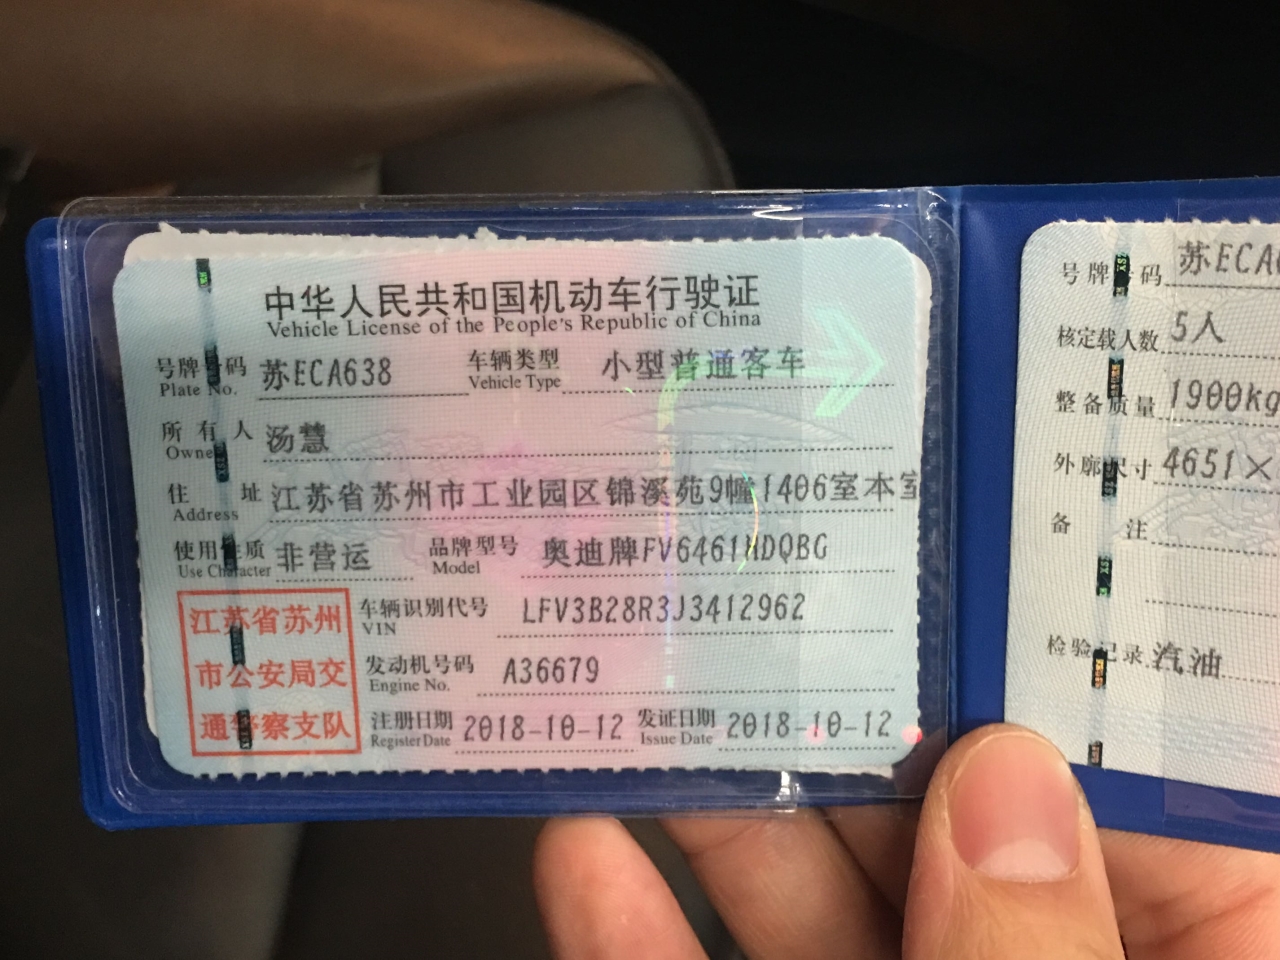 中华人民共和国机动车行驶证
Vehicle License of the People's Republic of China
号牌号码 苏ECA638 车辆类型 小型普通客车
Plate No. Vehicle Type
所有人 汤慧
Owner
住址 江苏省苏州市工业园区锦溪苑9幢1406室本室
Address
使用性质 非营运 品牌型号 奥迪牌FV6461HDQBG
Use Character Model
车辆识别代号 LFV3B28R3J3412962
VIN
发动机号码 A36679
Engine No.
注册日期 2018-10-12 发证日期 2018-10-12
Register Date Issue Date
江苏省苏州
市公安局交
通警察支队
号牌号码 苏ECA
核定载人数 5人
整备质量 1900kg
外廓尺寸 4651×
备注
检验记录 汽油